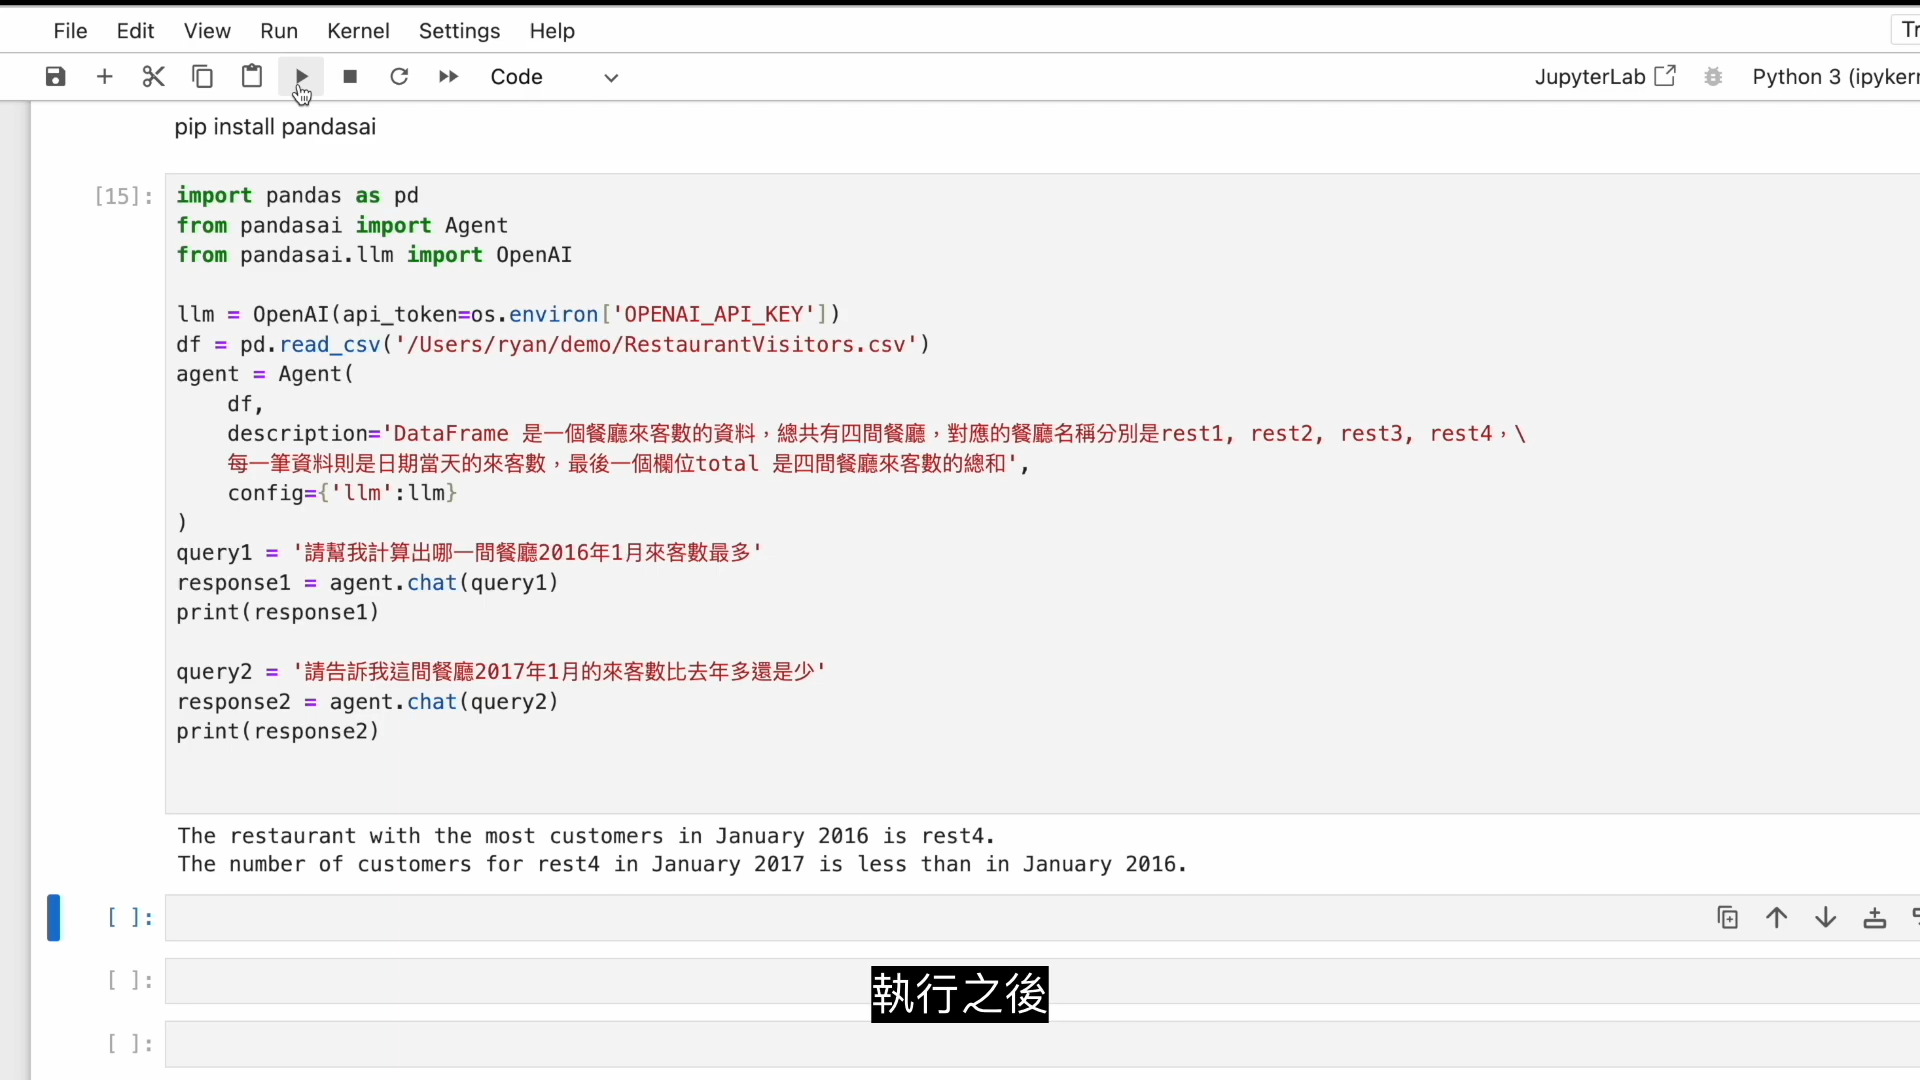 File Edit View Run Kernel Settings Help
Code JupyterLab Python 3 (ipykern
pip install pandasai
[15]:
import pandas as pd
from pandasai import Agent
from pandasai.llm import OpenAI
llm = OpenAI(api_token=os.environ['OPENAI_API_KEY'])
df = pd.read_csv('/Users/ryan/demo/RestaurantVisitors.csv')
agent = Agent(
df,
description='DataFrame 是一個餐廳來客數的資料，總共有四間餐廳，對應的餐廳名稱分別是rest1, rest2, rest3, rest4，\
每一筆資料則是日期當天的來客數，最後一個欄位total 是四間餐廳來客數的總和',
config={'llm':llm}
)
query1 = '請幫我計算出哪一間餐廳2016年1月來客數最多'
response1 = agent.chat(query1)
print(response1)
query2 = '請告訴我這間餐廳2017年1月的來客數比去年多還是少'
response2 = agent.chat(query2)
print(response2)
The restaurant with the most customers in January 2016 is rest4.
The number of customers for rest4 in January 2017 is less than in January 2016.
[ ]:
[ ]:
執行之後
[ ]: